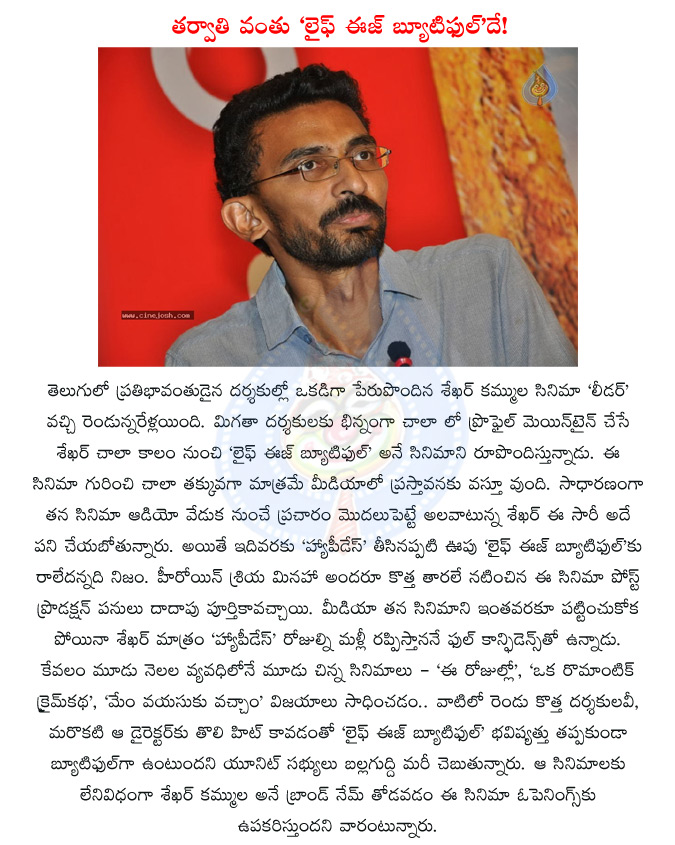 తర్వాతి వంతు ‘లైఫ్ ఈజ్ బ్యూటిఫుల్’దే!
www.cinejosh.com
తెలుగులో ప్రతిభావంతుడైన దర్శకుల్లో ఒకడిగా పేరుపొందిన శేఖర్ కమ్ముల సినిమా ‘లీడర్’
వచ్చి రెండున్నరేళ్లయింది. మిగతా దర్శకులకు భిన్నంగా చాలా లో ప్రొఫైల్ మెయిన్‌టైన్ చేసే
శేఖర్ చాలా కాలం నుంచి ‘లైఫ్ ఈజ్ బ్యూటిఫుల్’ అనే సినిమాని రూపొందిస్తున్నాడు. ఈ
సినిమా గురించి చాలా తక్కువగా మాత్రమే మీడియాలో ప్రస్తావనకు వస్తూ వుంది. సాధారణంగా
తన సినిమా ఆడియో వేడుక నుంచే ప్రచారం మొదలుపెట్టే అలవాటున్న శేఖర్ ఈ సారీ అదే
పని చేయబోతున్నారు. అయితే ఇదివరకు ‘హ్యాపీడేస్’ తీసినప్పటి ఊపు ‘లైఫ్ ఈజ్ బ్యూటిఫుల్’కు
రాలేదన్నది నిజం. హీరోయిన్ శ్రియ మినహా అందరూ కొత్త తారలే నటించిన ఈ సినిమా పోస్ట్
ప్రొడక్షన్ పనులు దాదాపు పూర్తికావచ్చాయి. మీడియా తన సినిమాని ఇంతవరకూ పట్టించుకోక
పోయినా శేఖర్ మాత్రం ‘హ్యాపీడేస్’ రోజుల్ని మళ్లీ రప్పిస్తాననే ఫుల్ కాన్ఫిడెన్స్‌తో ఉన్నాడు.
కేవలం మూడు నెలల వ్యవధిలోనే మూడు చిన్న సినిమాలు – ‘ఈ రోజుల్లో’, ‘ఒక రొమాంటిక్
క్రైమ్‌కథ’, ‘మేం వయసుకు వచ్చాం’ విజయాలు సాధించడం.. వాటిలో రెండు కొత్త దర్శకులవీ,
మరొకటి ఆ డైరెక్టర్‌కు తొలి హిట్ కావడంతో ‘లైఫ్ ఈజ్ బ్యూటిఫుల్’ భవిష్యత్తు తప్పకుండా
బ్యూటిఫుల్‌గా ఉంటుందని యూనిట్ సభ్యులు బల్లగుద్ది మరీ చెబుతున్నారు. ఆ సినిమాలకు
లేనివిధంగా శేఖర్ కమ్ముల అనే బ్రాండ్ నేమ్ తోడవడం ఈ సినిమా ఓపెనింగ్స్‌కు
ఉపకరిస్తుందని వారంటున్నారు.